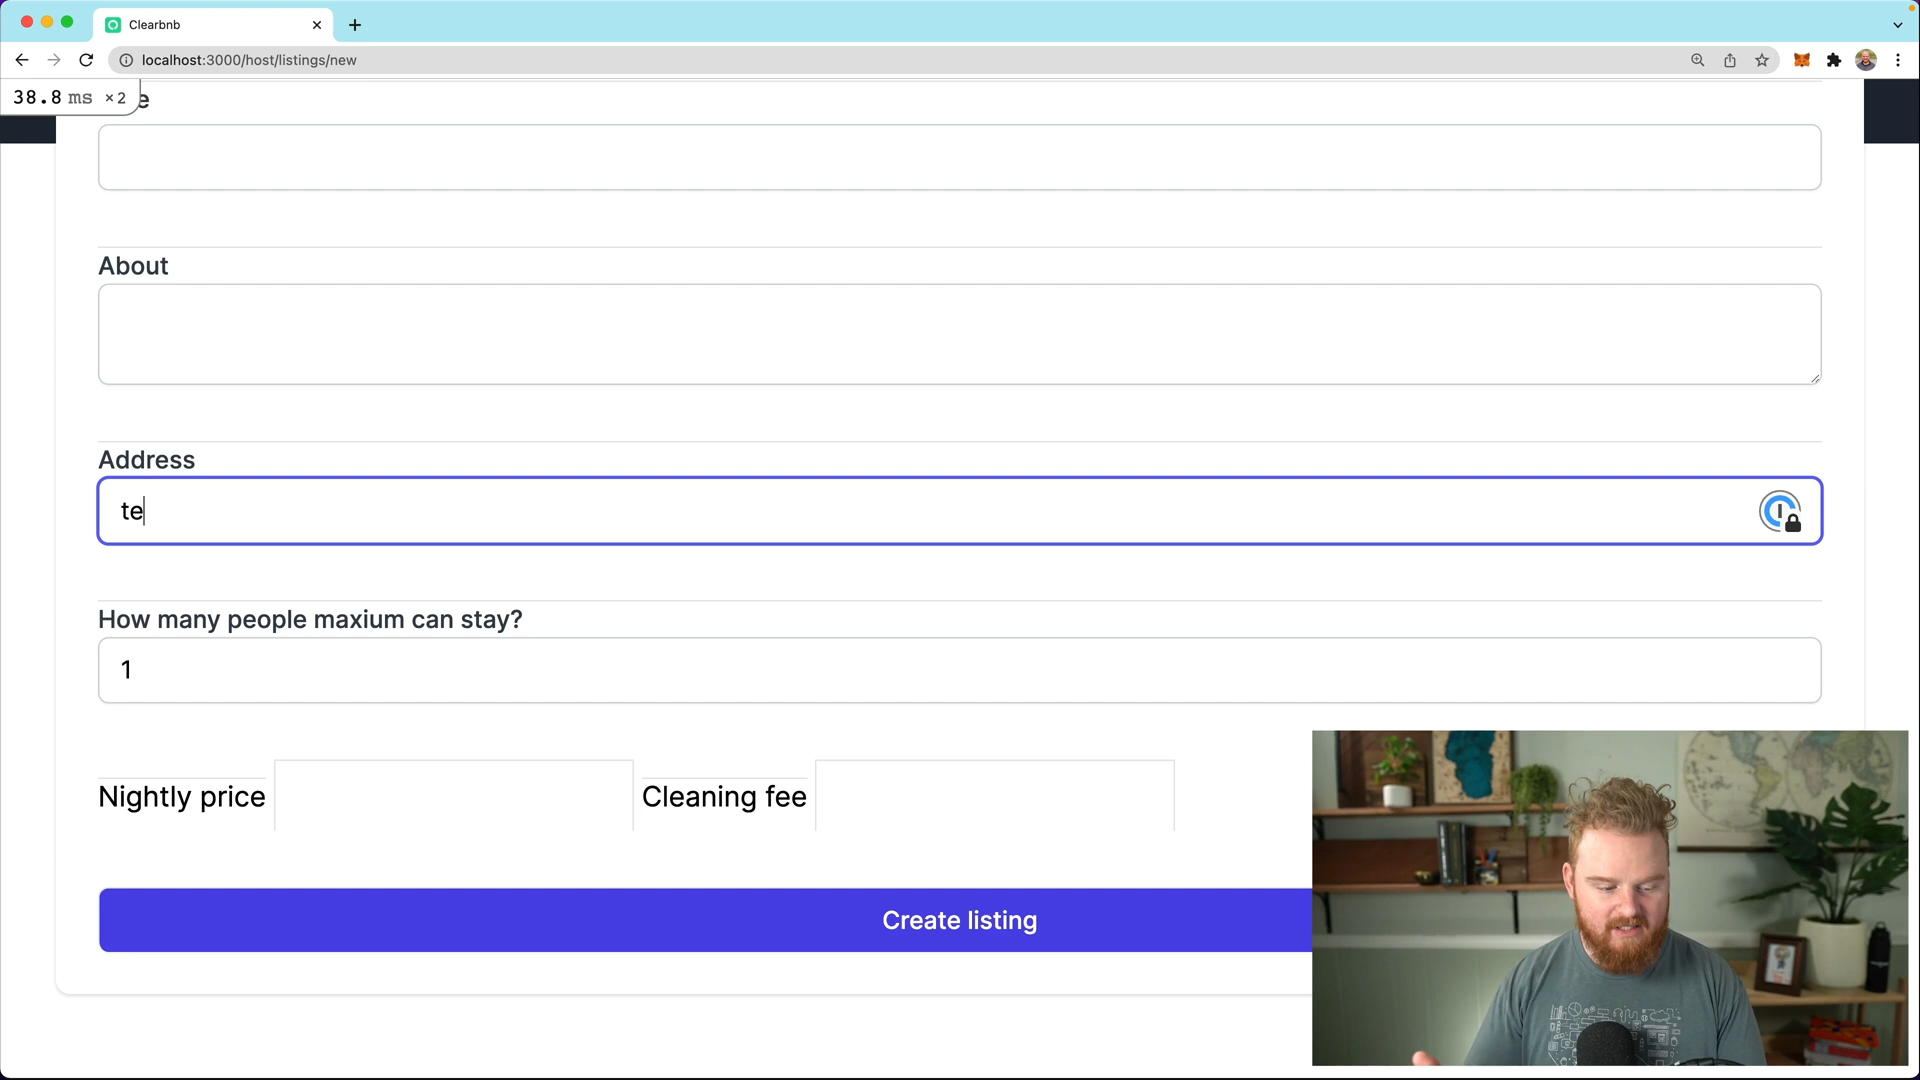 Clearbnb
localhost:3000/host/listings/new
38.8 ms ×2
e
About
Address
te
How many people maxium can stay?
1
Nightly price
Cleaning fee
Create listing